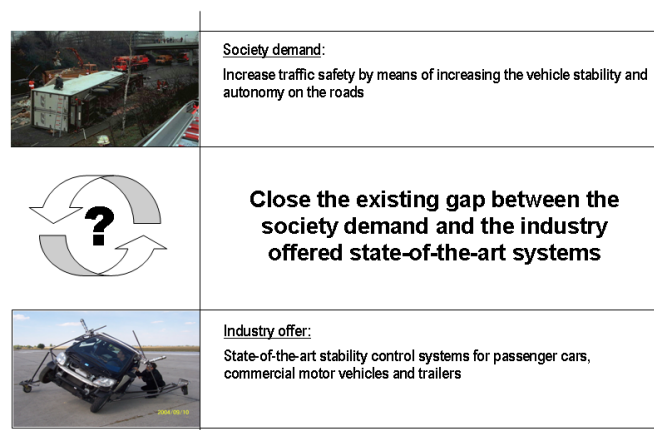 Society demand:
Increase traffic safety by means of increasing the vehicle stability and
autonomy on the roads
?
Close the existing gap between the
society demand and the industry
offered state-of-the-art systems
Industry offer:
State-of-the-art stability control systems for passenger cars,
commercial motor vehicles and trailers
2004/09/10